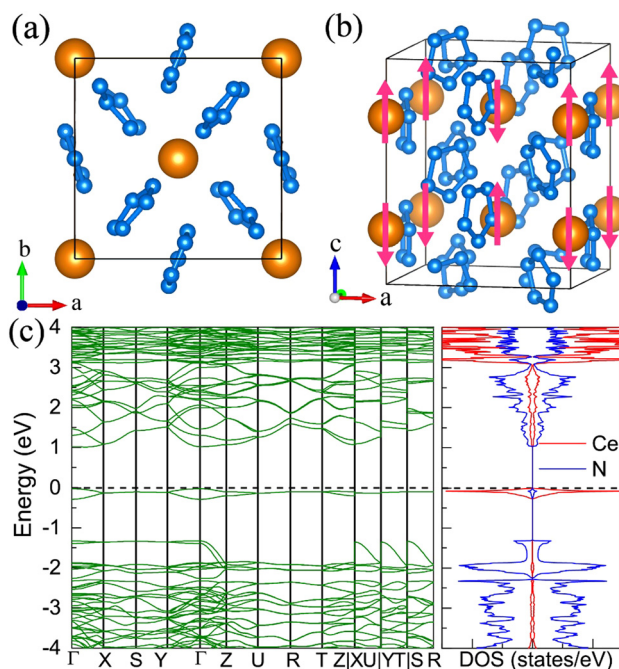 (a)
b
a
(b)
c
a
(c)
Energy (eV)
4
3
2
1
0
-1
-2
-3
-4
Γ X S Y Γ Z U R T Z|XU|YT|S R
Ce
N
DOS (states/eV)